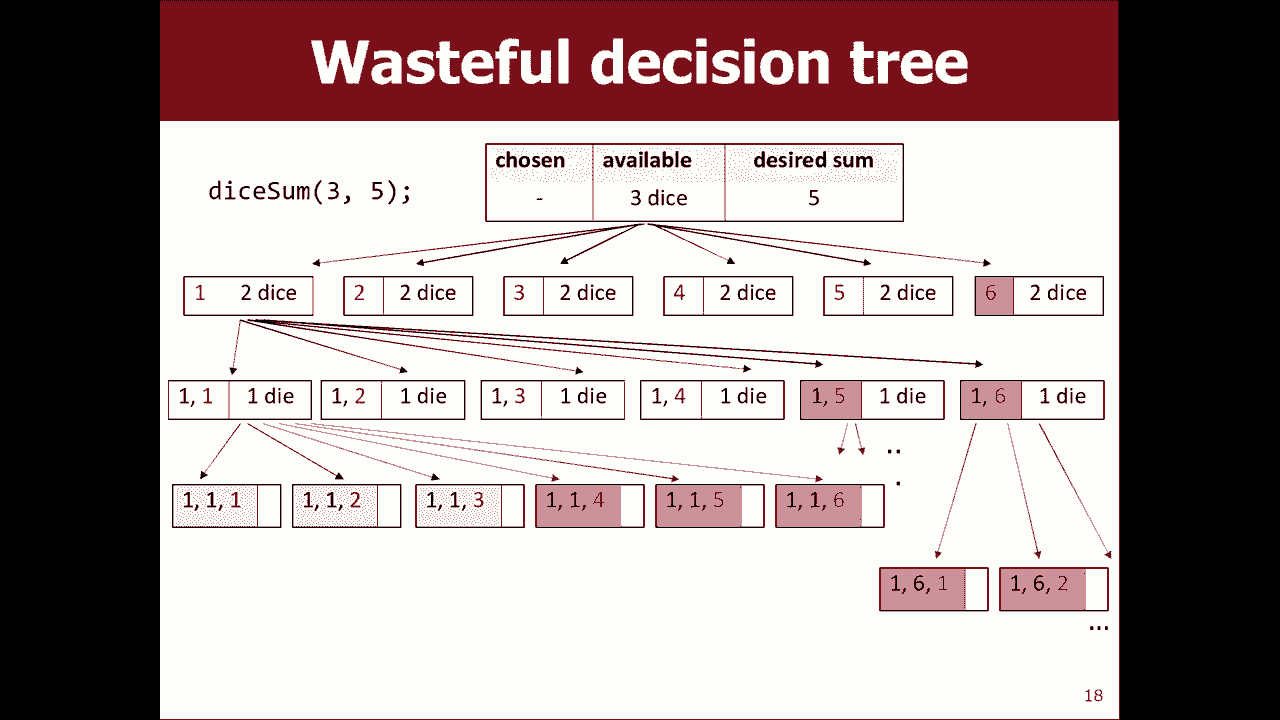 Wasteful decision tree
diceSum(3, 5);
chosen available desired sum
- 3 dice 5
1 2 dice 2 2 dice 3 2 dice 4 2 dice 5 2 dice 6 2 dice
1, 1 1 die 1, 2 1 die 1, 3 1 die 1, 4 1 die 1, 5 1 die 1, 6 1 die
..
.
1, 1, 1 1, 1, 2 1, 1, 3 1, 1, 4 1, 1, 5 1, 1, 6
1, 6, 1 1, 6, 2
...
18